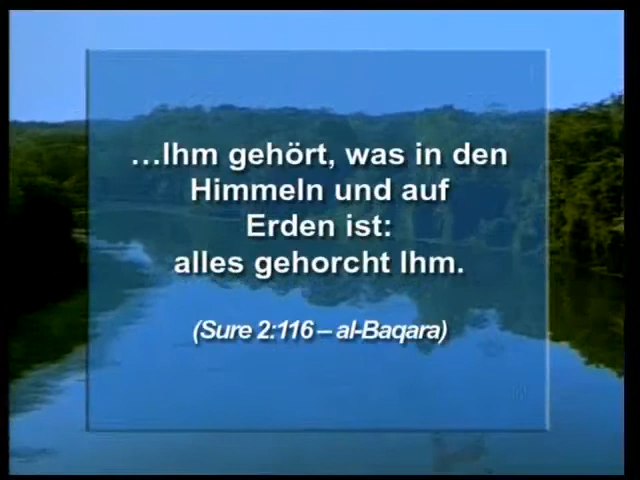 …Ihm gehört, was in den
Himmeln und auf
Erden ist:
alles gehorcht Ihm.
(Sure 2:116 – al-Baqara)